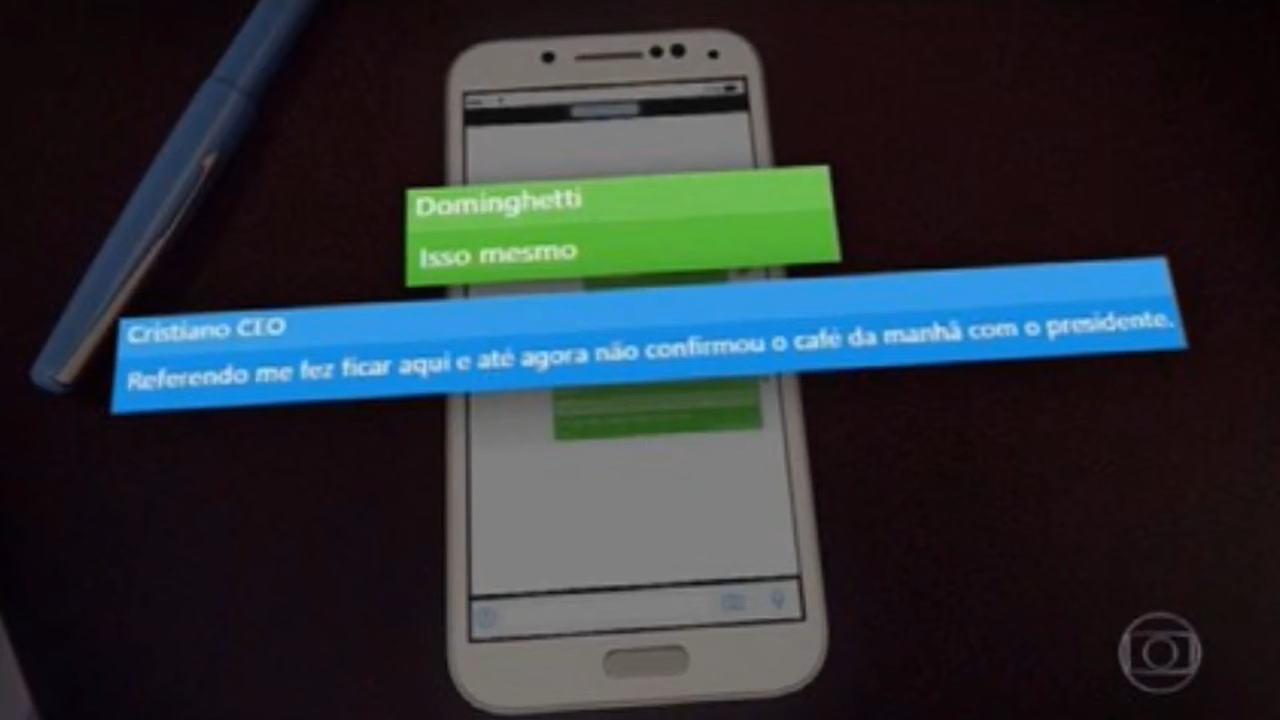 Dominghetti
Isso mesmo
Cristiano CEO
Referendo me fez ficar aqui e até agora não confirmou o café da manhã com o presidente.